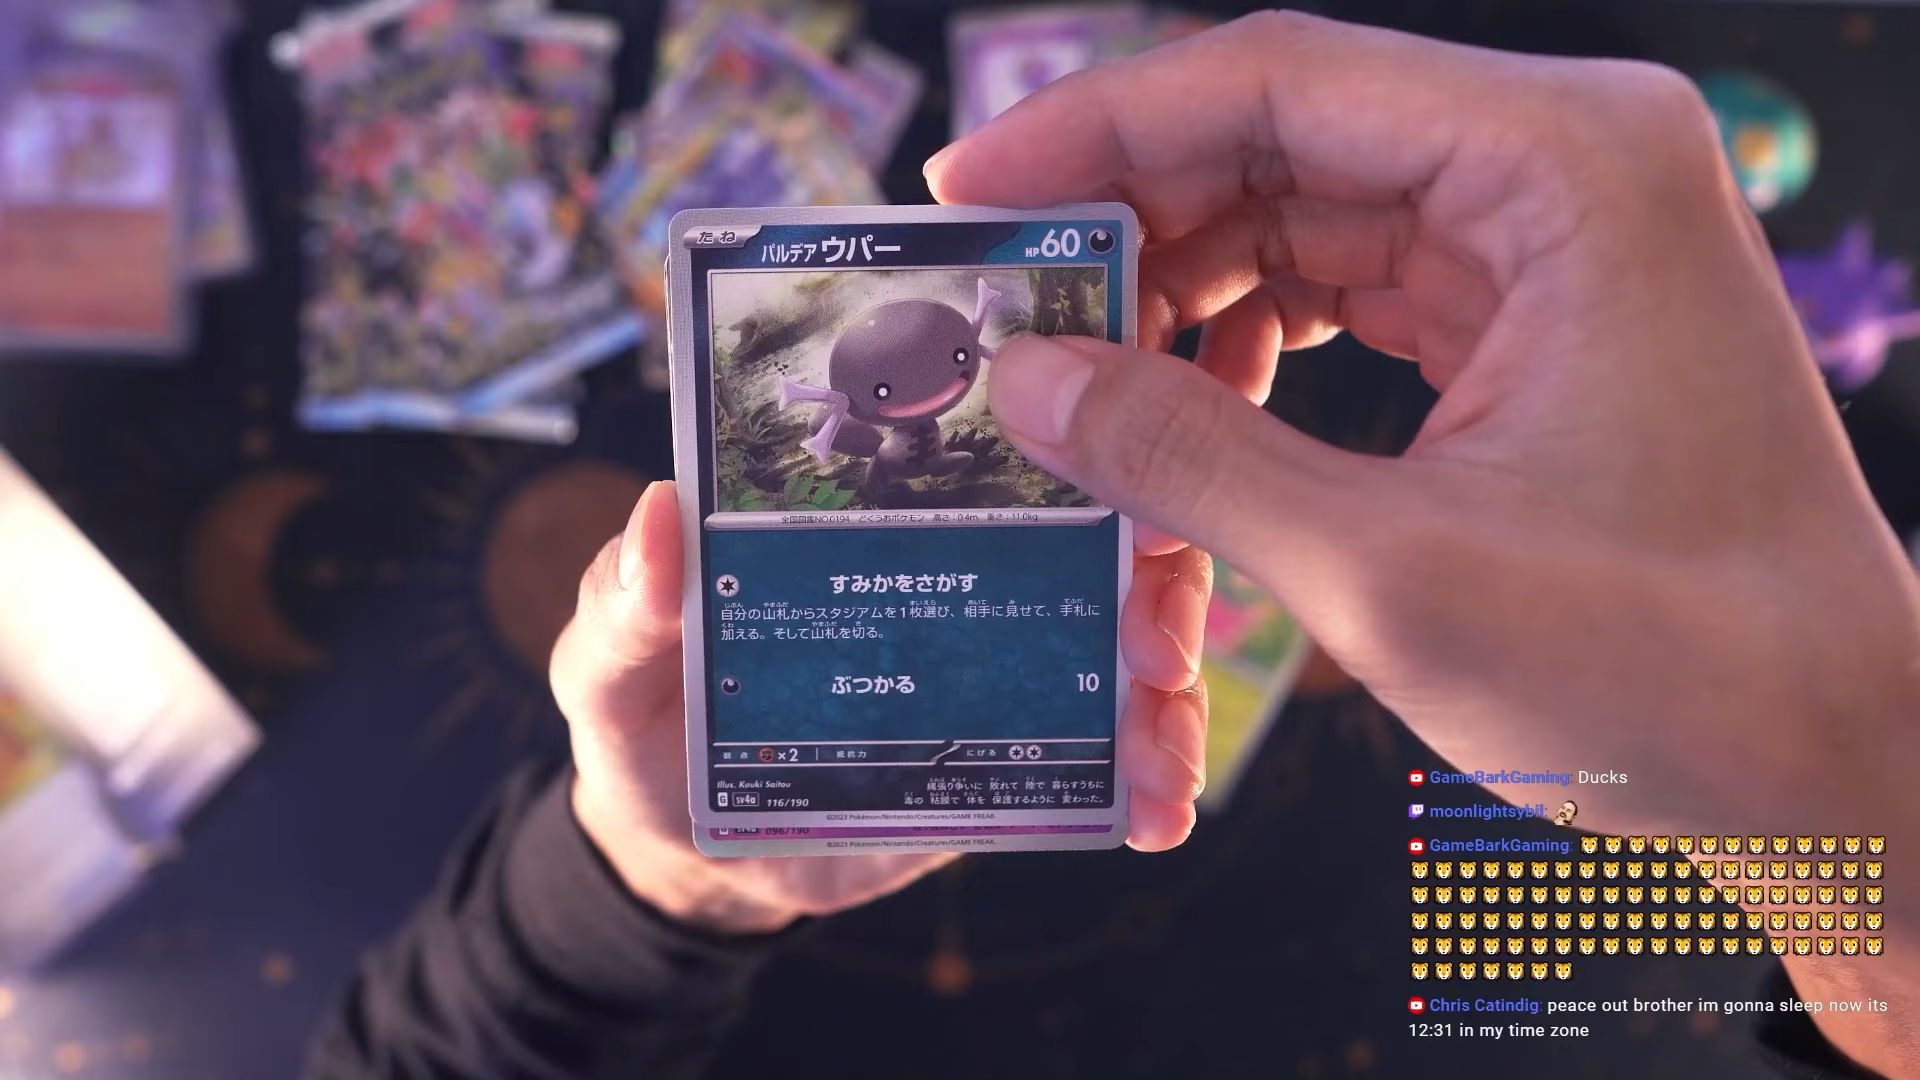 たね
パルデアウパー
HP60
全国図鑑NO.0194 どくうおポケモン 高さ:0.4m 重さ:11.0kg
すみかをさがす
自分の山札からスタジアムを1枚選び、相手に見せて、手札に
加える。そして山札を切る。
ぶつかる 10
弱点 ×2 抵抗力 にげる
Illus. Kouki Saitou
縄張り争いに 敗れて 陸で 暮らすうちに
毒の 粘膜で 体を 保護するように 変わった。
G sv4a 116/190
©2023 Pokémon/Nintendo/Creatures/GAME FREAK.
G sv4a 096/190
©2023 Pokémon/Nintendo/Creatures/GAME FREAK.
GameBarkGaming: Ducks
moonlightsybil:
GameBarkGaming:
Chris Catindig: peace out brother im gonna sleep now its
12:31 in my time zone